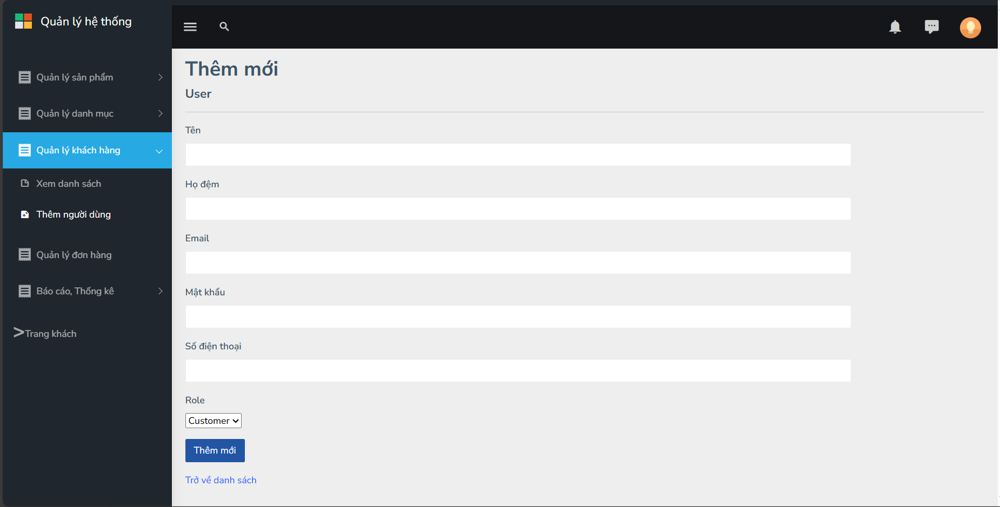 Quản lý hệ thống
Quản lý sản phẩm
Quản lý danh mục
Quản lý khách hàng
Xem danh sách
Thêm người dùng
Quản lý đơn hàng
Báo cáo, Thống kê
>Trang khách
Thêm mới
User
Tên
Họ đệm
Email
Mật khẩu
Số điện thoại
Role
Customer
Thêm mới
Trở về danh sách